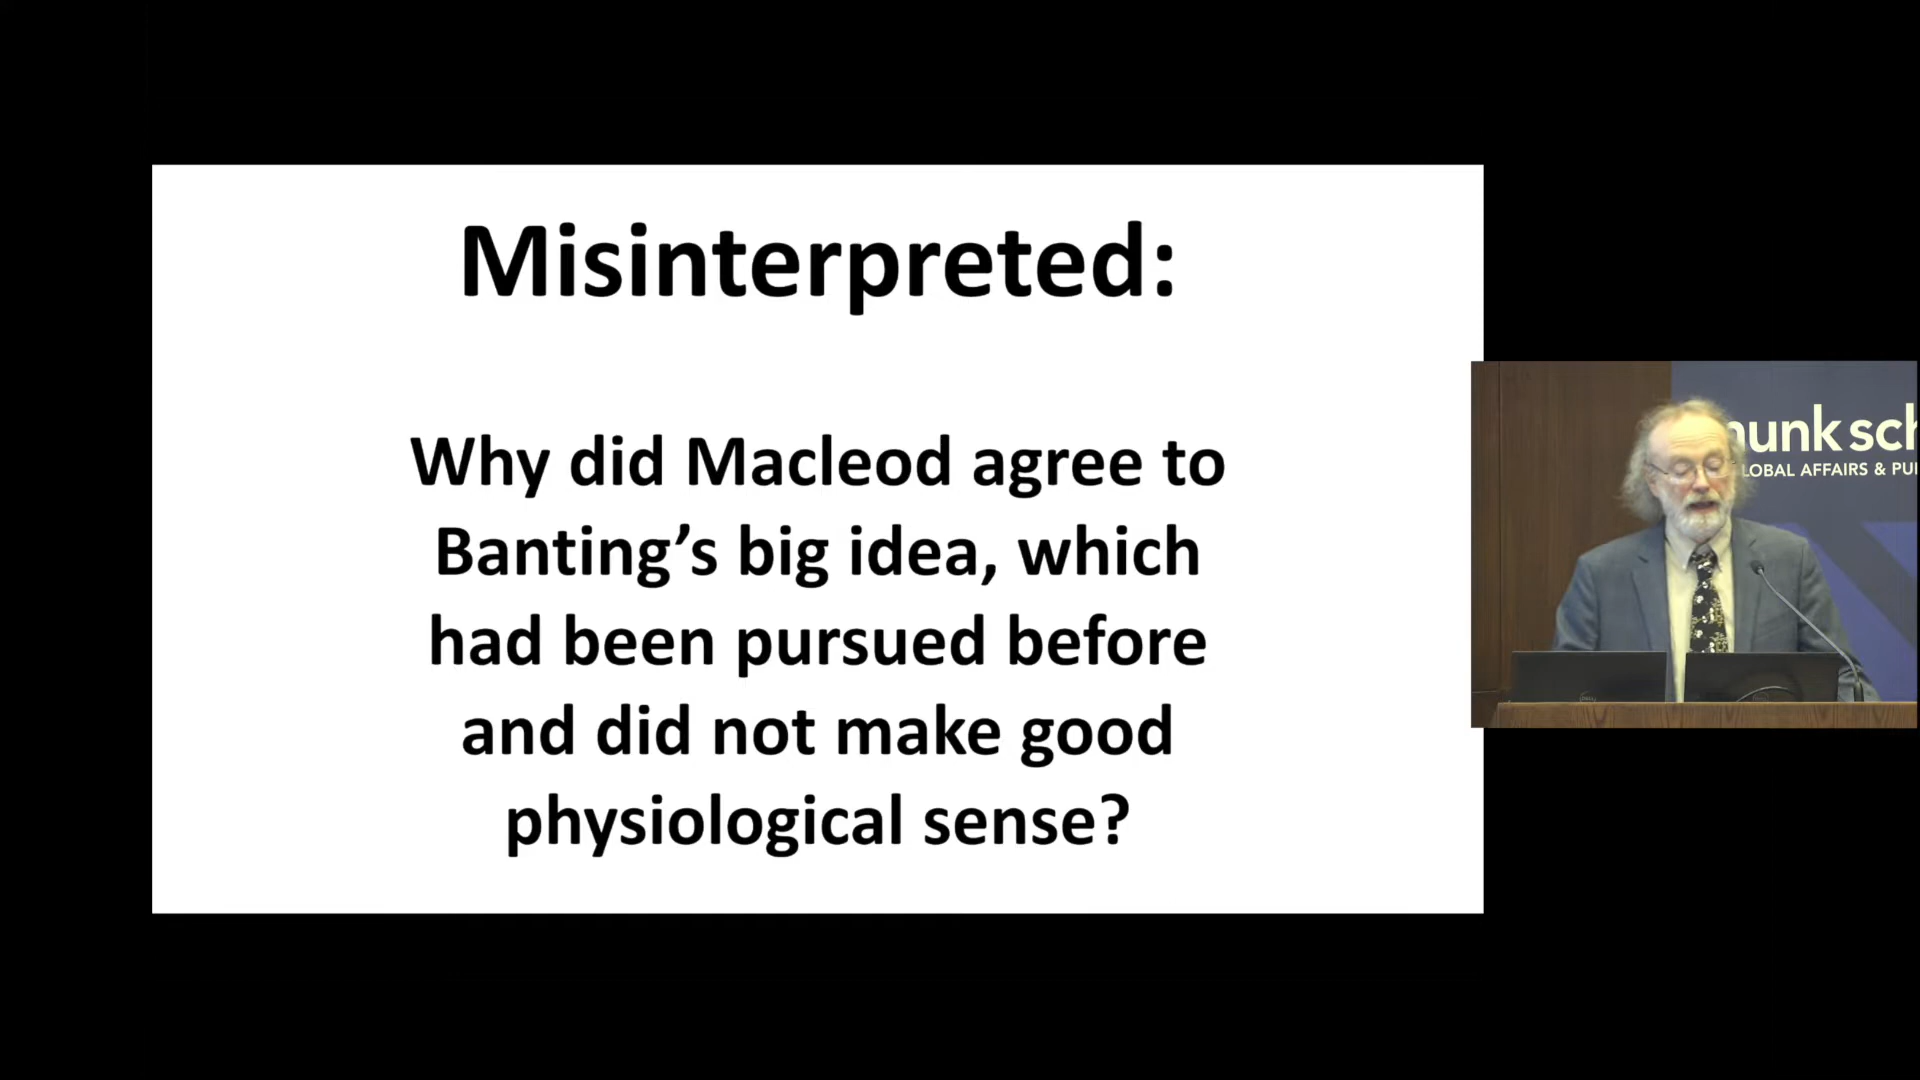 Misinterpreted:
Why did Macleod agree to
Banting’s big idea, which
had been pursued before
and did not make good
physiological sense?
unk sch
LOBAL AFFAIRS & PU